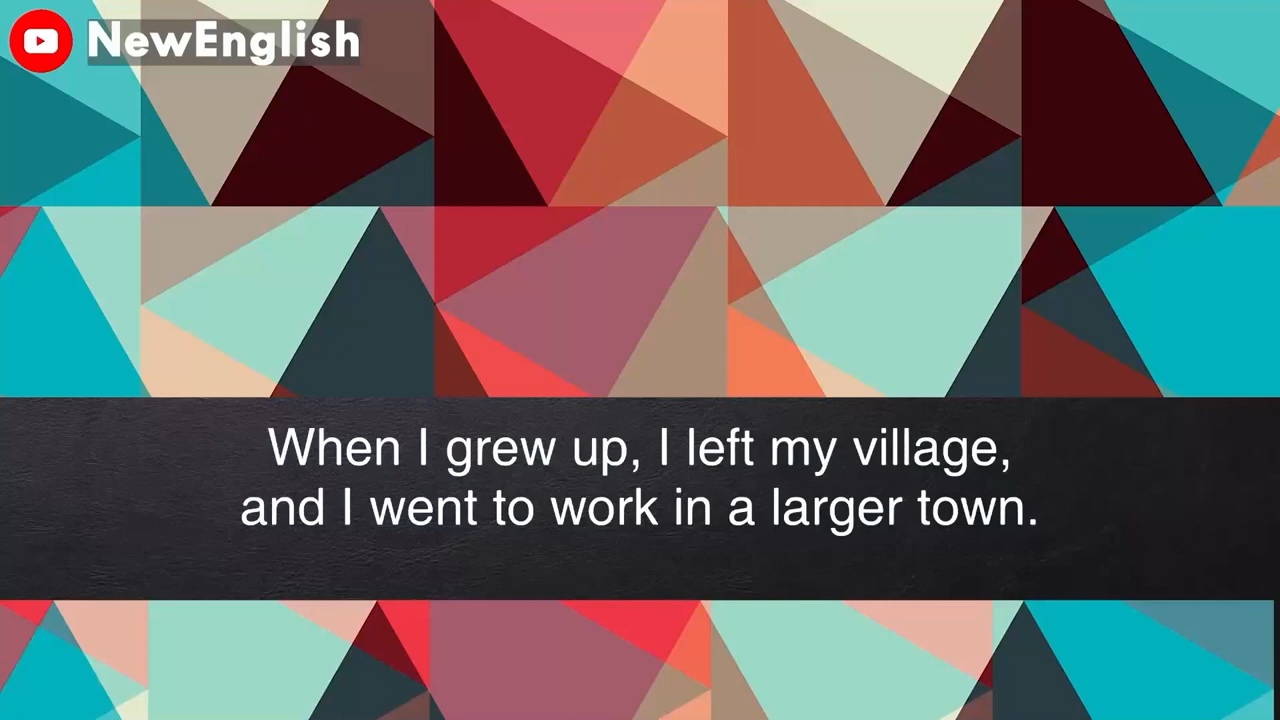 NewEnglish
When I grew up, I left my village,
and I went to work in a larger town.